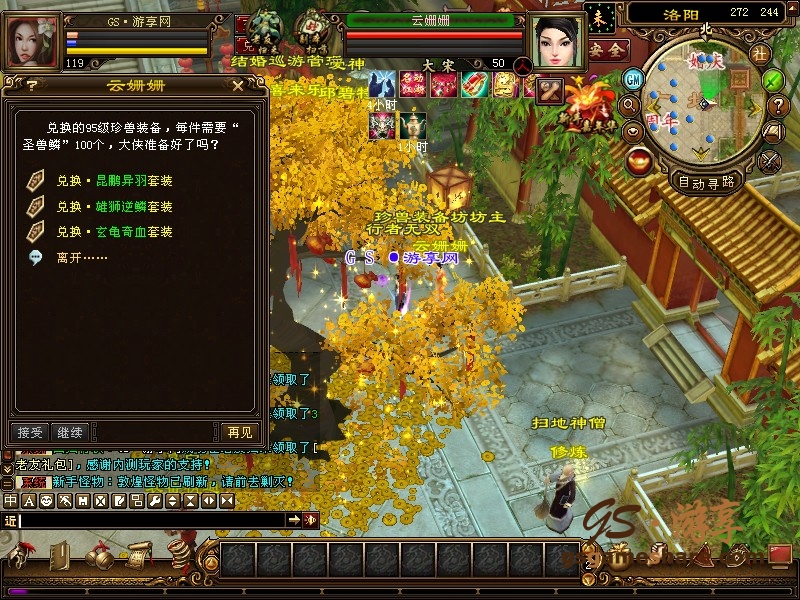 GS·游享网
119
云姗姗
大宋
50
未
安全
洛阳
272 244
北
社
GM
自动寻路
结婚巡游管理神
4小时
1小时
云姗姗
兑换的95级珍兽装备，每件需要“
圣兽鳞”100个，大侠准备好了吗？
兑换·昆鹏异羽套装
兑换·雄狮逆鳞套装
兑换·玄龟奇血套装
离开……
接受
继续
再见
珍兽装备坊坊主
行者无双
云姗姗
GS●游享网
扫地神僧
修炼
领取了
领取了3
领取了[
老友礼包]，感谢内测玩家的支持！
系统 新手怪物：敦煌怪物已刷新，请前去剿灭！
中
近
GS·游享